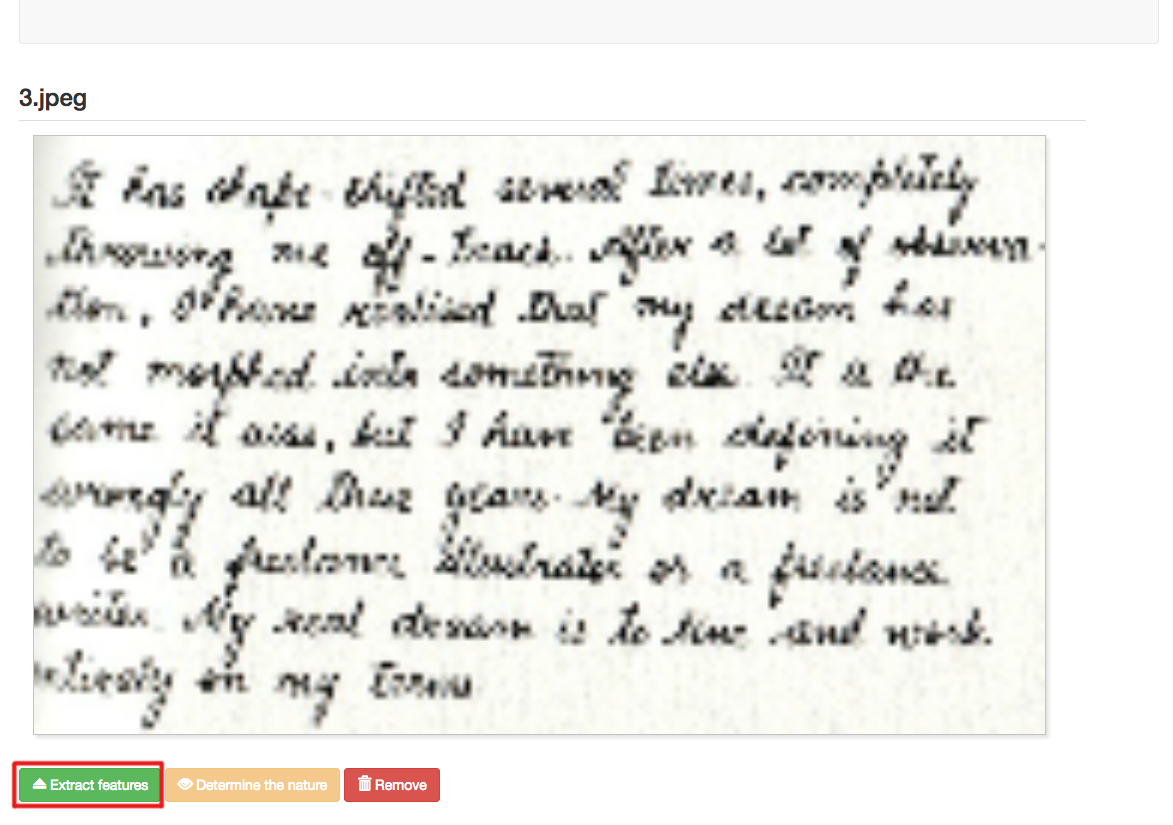 3.jpeg
It has shape-shifted several times, completely
throwing me off-track. After a lot of observa-
tion, I have realised that my dream has
not morphed into something else. It is the
same it was, but I have been defining it
wrongly all these years. My dream is not
to be a freelance illustrator or a freelance
writer. My real dream is to live and work
entirely on my terms
Extract features Determine the nature Remove